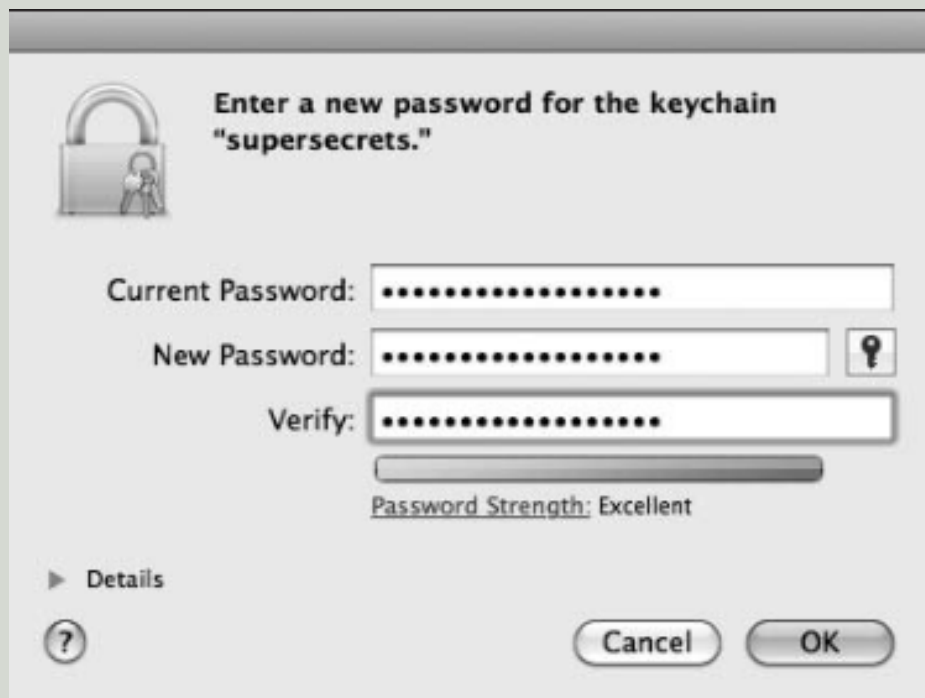 Enter a new password for the keychain
“supersecrets.”
Current Password: ••••••••••••••••••
New Password: ••••••••••••••••••
Verify: ••••••••••••••••••
Password Strength: Excellent
Details
? Cancel OK